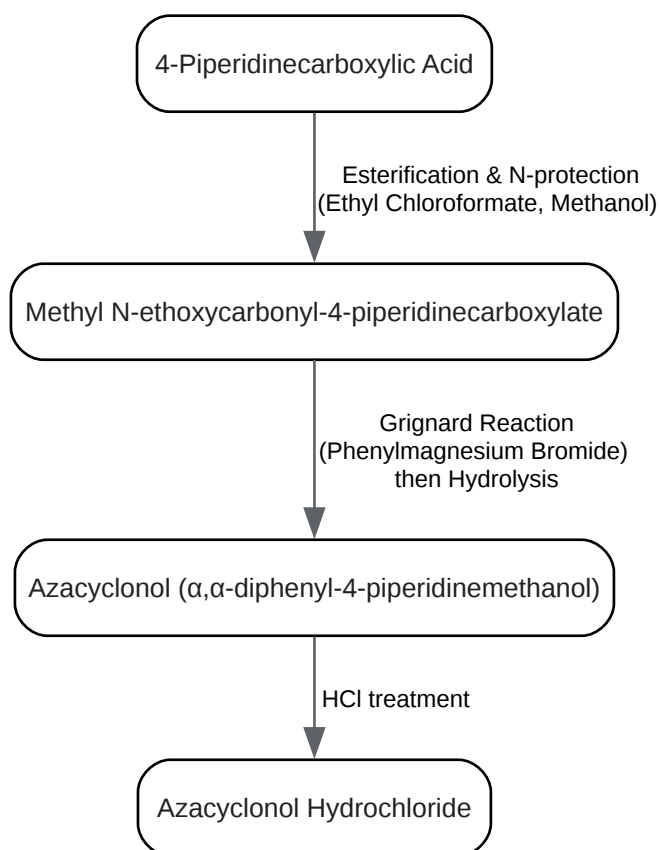 4-Piperidinecarboxylic Acid
Esterification & N-protection
(Ethyl Chloroformate, Methanol)
Methyl N-ethoxycarbonyl-4-piperidinecarboxylate
Grignard Reaction
(Phenylmagnesium Bromide)
then Hydrolysis
Azacyclonol (α,α-diphenyl-4-piperidinemethanol)
HCl treatment
Azacyclonol Hydrochloride